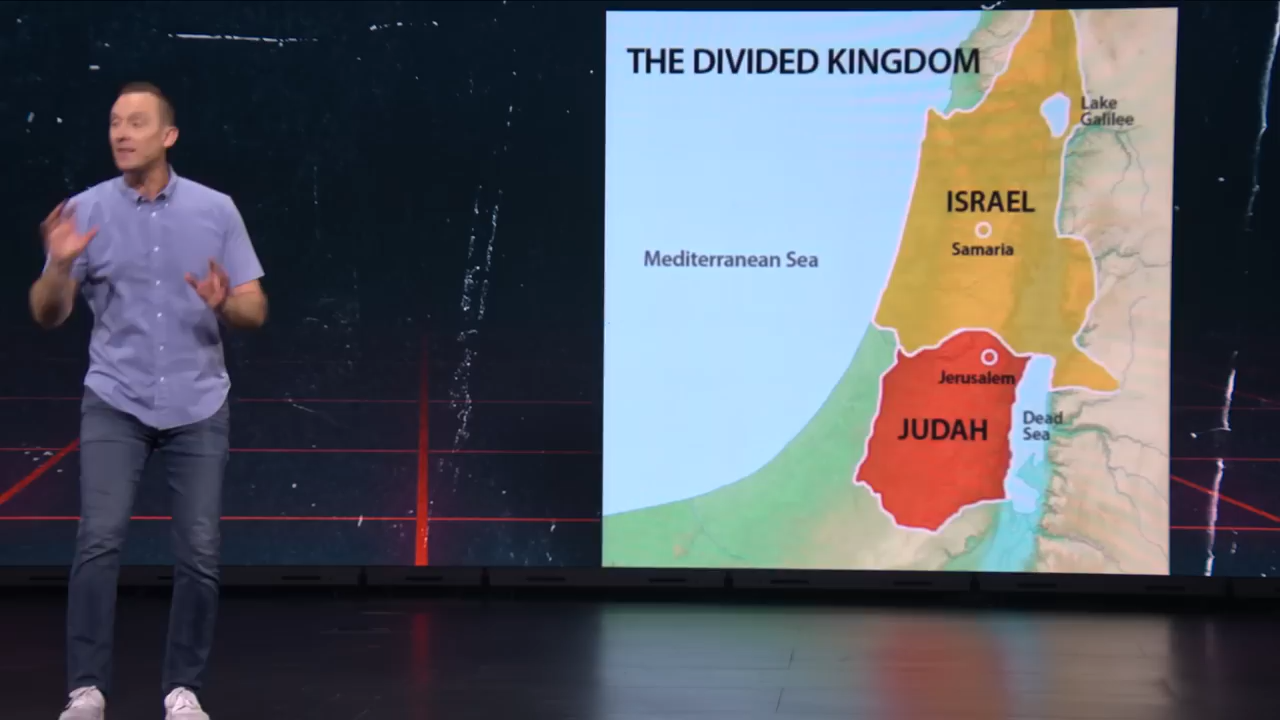 THE DIVIDED KINGDOM
Lake
Galilee
ISRAEL
Samaria
Mediterranean Sea
Jerusalem
JUDAH
Dead
Sea